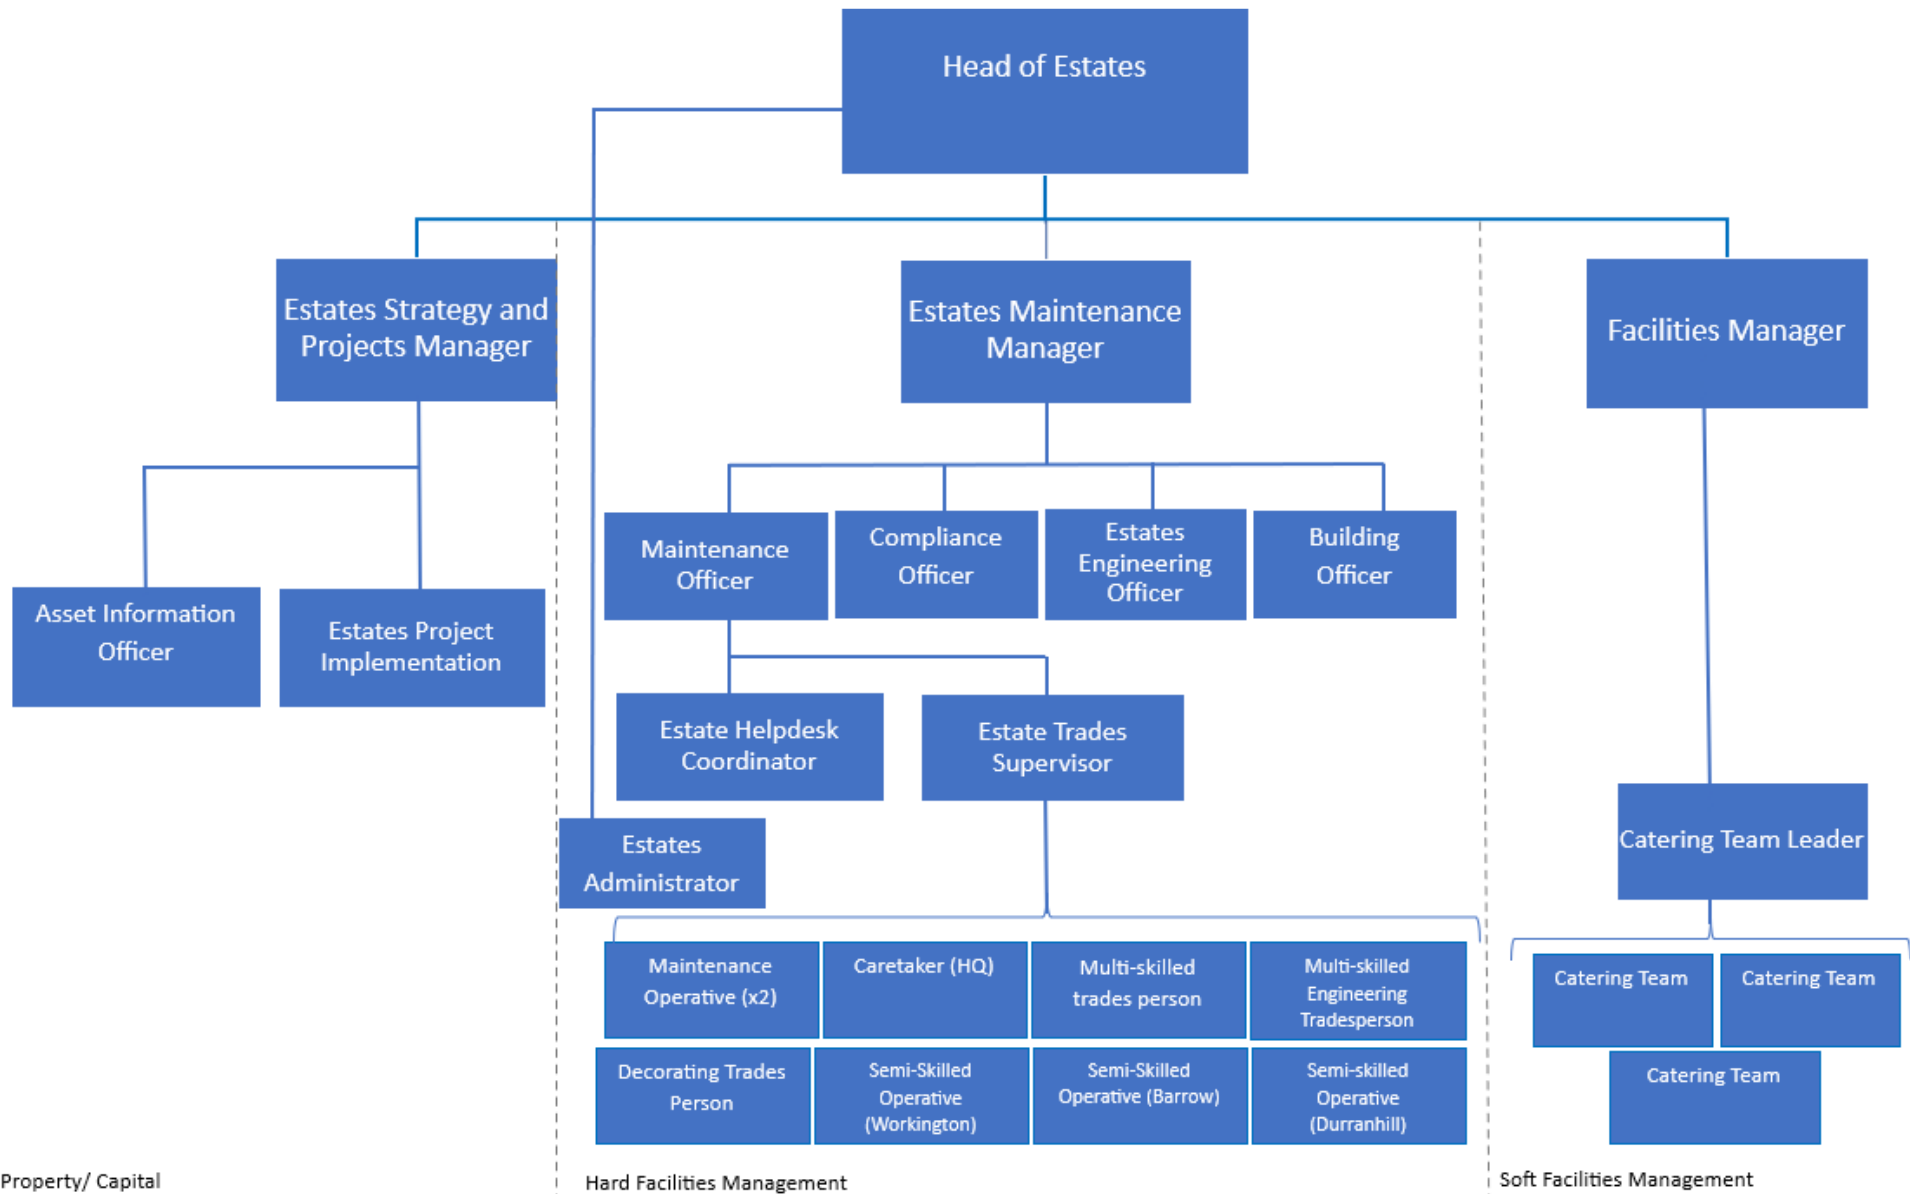 Head of Estates
Estates Strategy and
Projects Manager
Estates Maintenance
Manager
Facilities Manager
Maintenance
Officer
Compliance
Officer
Estates
Engineering
Officer
Building
Officer
Asset Information
Officer
Estates Project
Implementation
Estate Helpdesk
Coordinator
Estate Trades
Supervisor
Estates
Administrator
Catering Team Leader
Maintenance
Operative (x2)
Caretaker (HQ)
Multi-skilled
trades person
Multi-skilled
Engineering
Tradesperson
Catering Team
Catering Team
Decorating Trades
Person
Semi-Skilled
Operative
(Workington)
Semi-Skilled
Operative (Barrow)
Semi-skilled
Operative
(Durranhill)
Catering Team
Property/ Capital
Hard Facilities Management
Soft Facilities Management